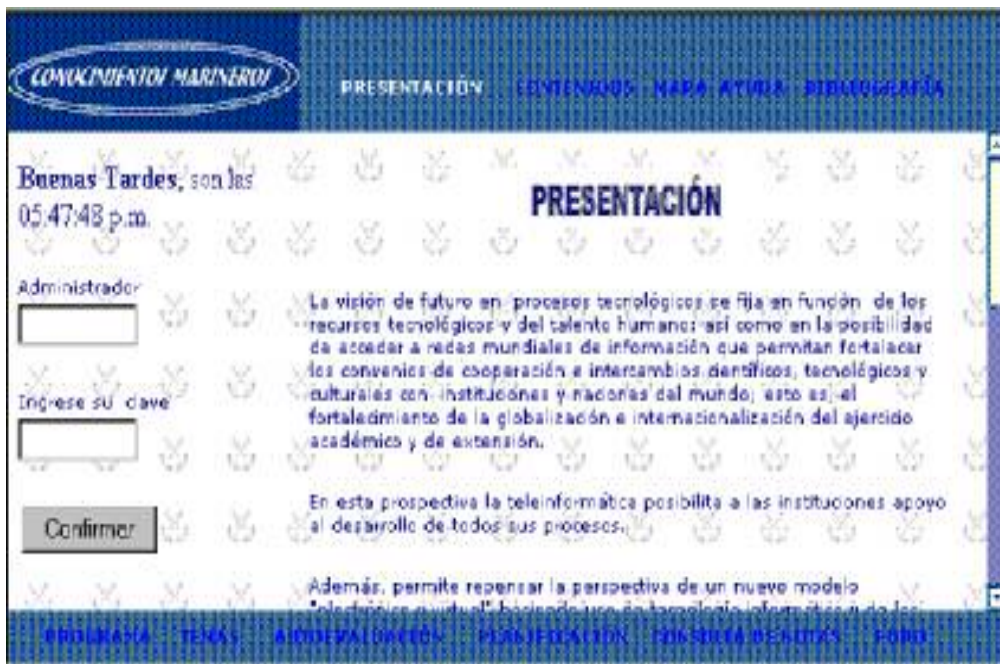 CONOCIMIENTOS MARINEROS
PRESENTACIÓN CONTENIDOS MAPA AYUDA BIBLIOGRAFÍA
Buenas Tardes, son las
05:47:48 p.m.
PRESENTACIÓN
Administrador
Ingrese su clave
Confirmar
La visión de futuro en procesos tecnológicos se fija en función de los
recursos tecnológicos y del talento humano; así como en la posibilidad
de acceder a redes mundiales de información que permitan fortalecer
los convenios de cooperación e intercambios científicos, tecnológicos y
culturales con instituciones y naciones del mundo; esto es, el
fortalecimiento de la globalización e internacionalización del ejercicio
académico y de extensión.
En esta prospectiva la teleinformática posibilita a las instituciones apoyo
al desarrollo de todos sus procesos.
Además, permite repensar la perspectiva de un nuevo modelo
PROGRAMA TEMAS AUTOEVALUACIÓN PLANIFICACIÓN CONSULTA DE NOTAS FORO